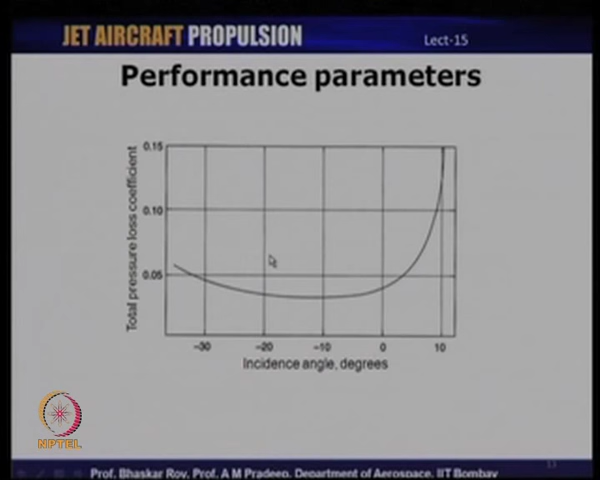 JET AIRCRAFT PROPULSION
Lect-15
Performance parameters
Total pressure loss coefficient
0.15
0.10
0.05
-30 -20 -10 0 10
Incidence angle, degrees
NPTEL
13
Prof. Bhaskar Roy, Prof. A M Pradeep, Department of Aerospace, IIT Bombay